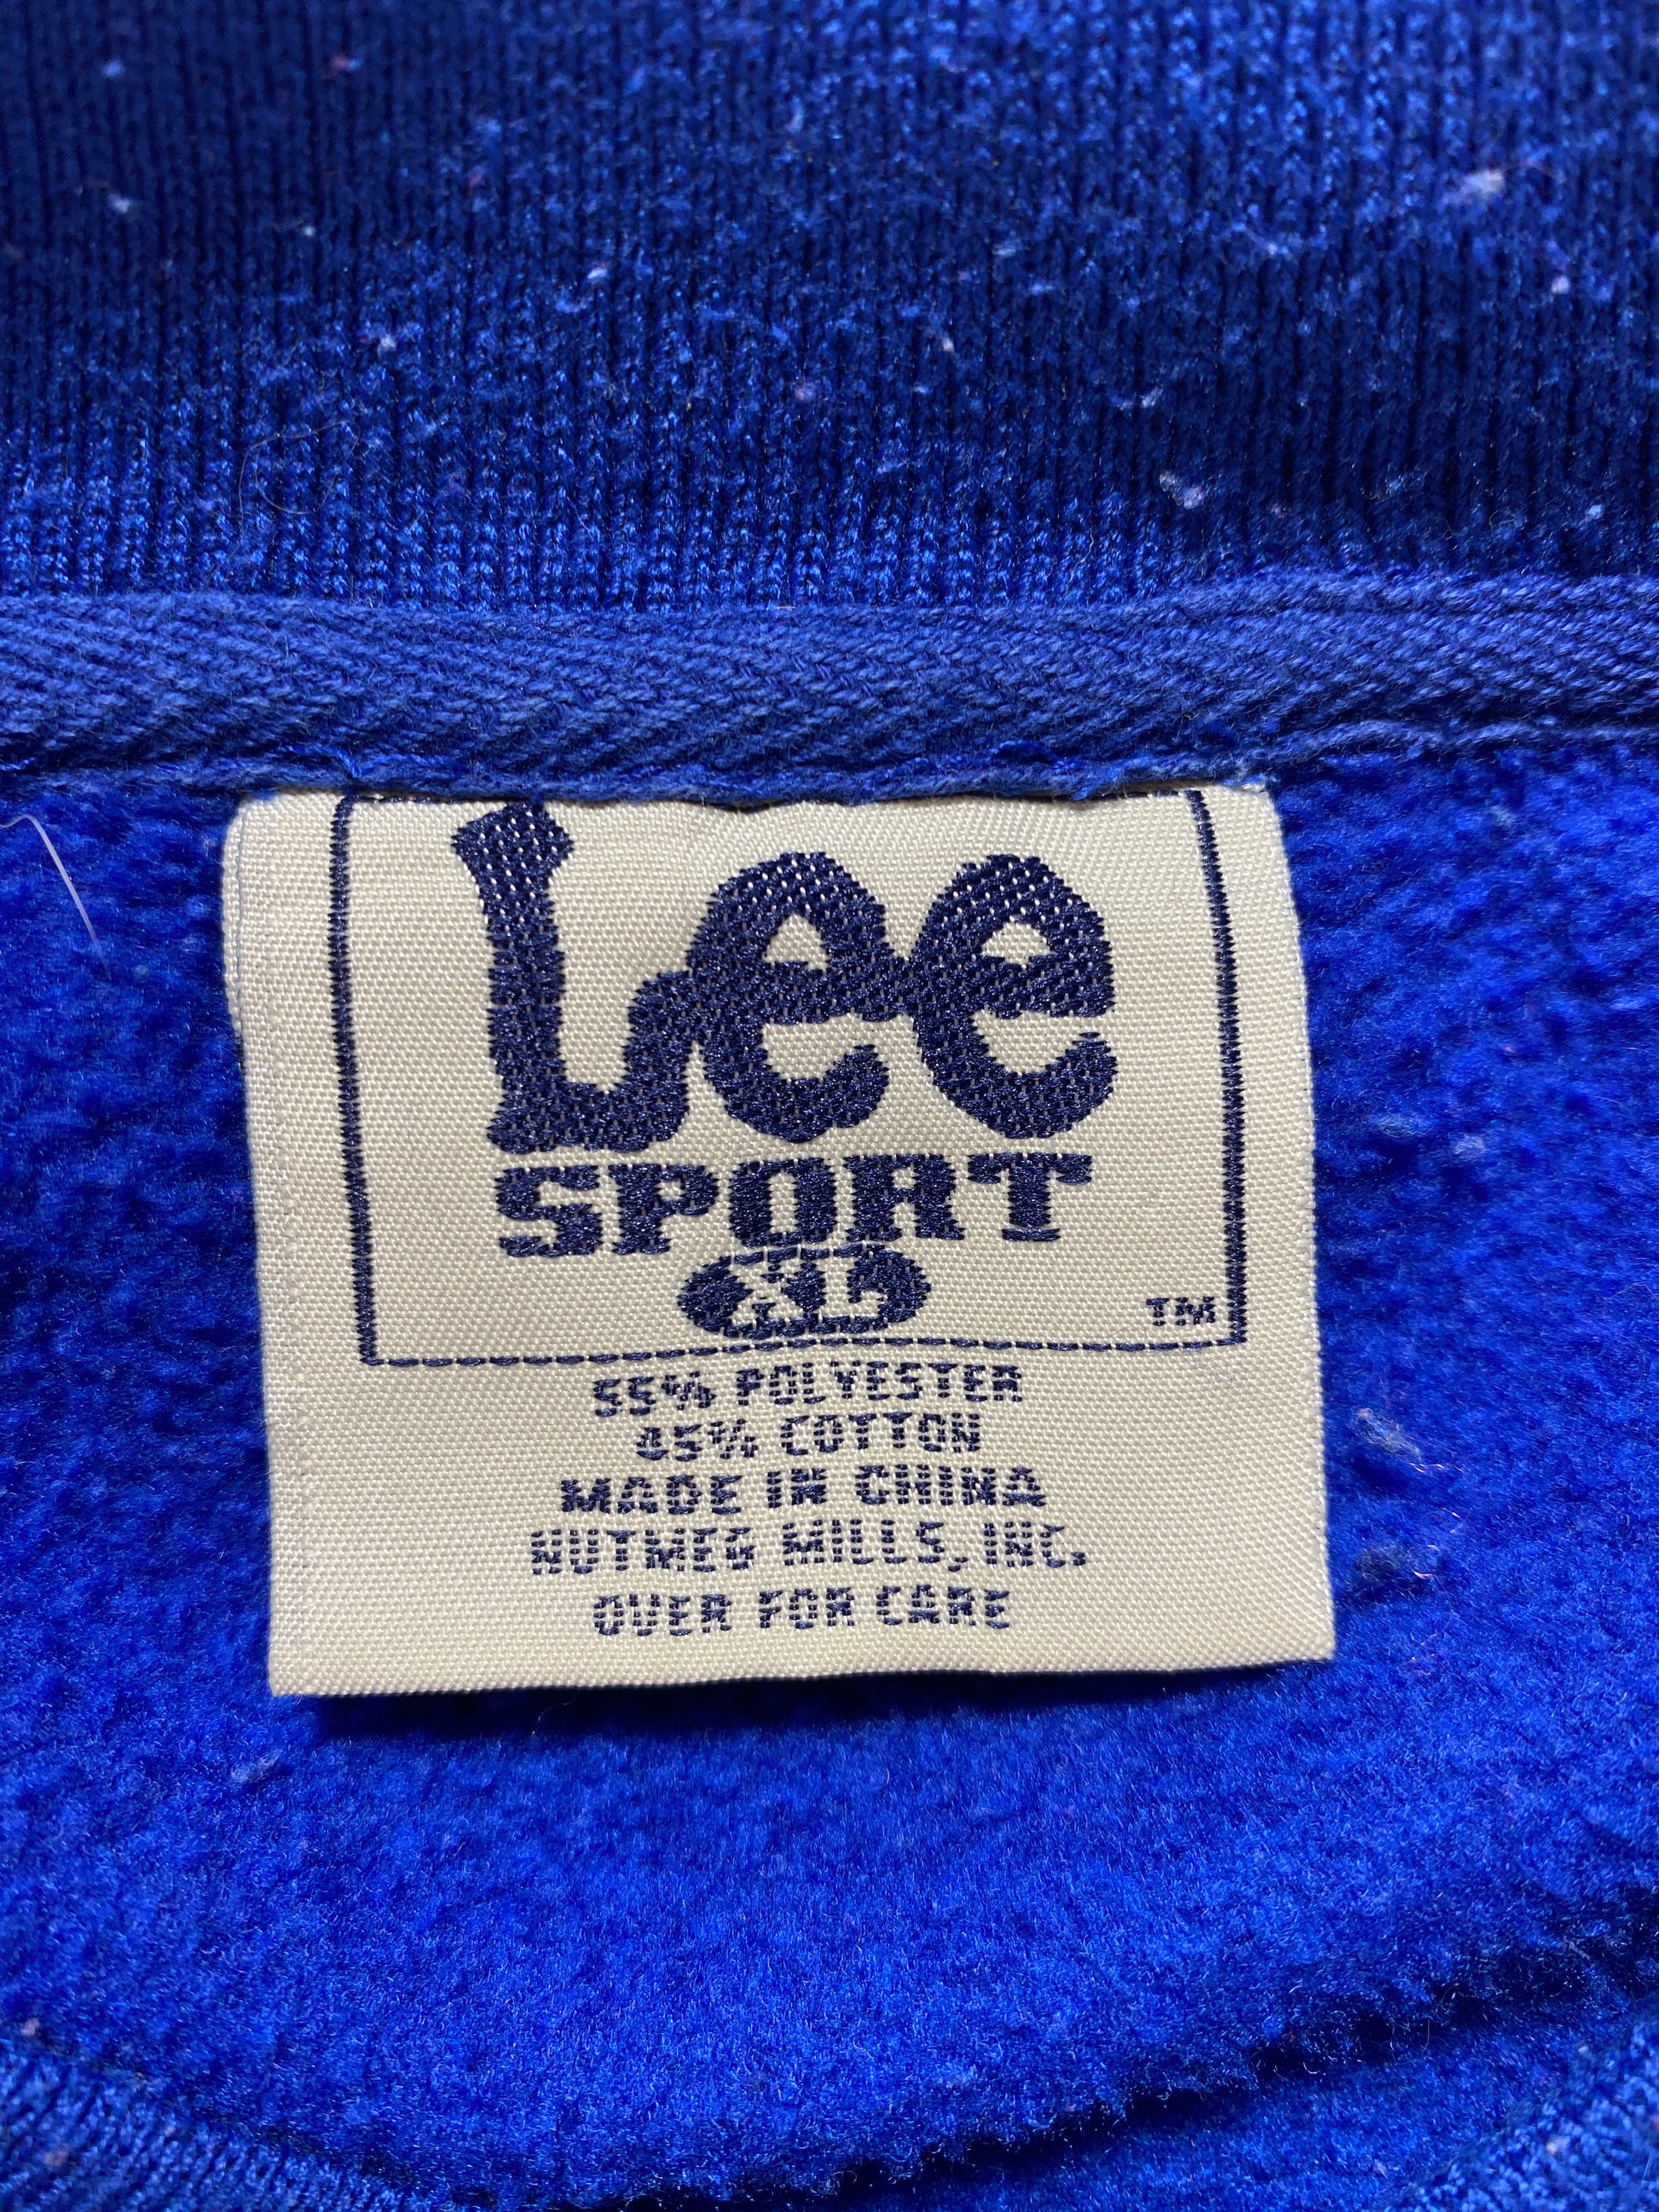 Lee
SPORT
XL
TM
55% POLYESTER
45% COTTON
MADE IN CHINA
NUTMEG MILLS, INC.
OVER FOR CARE